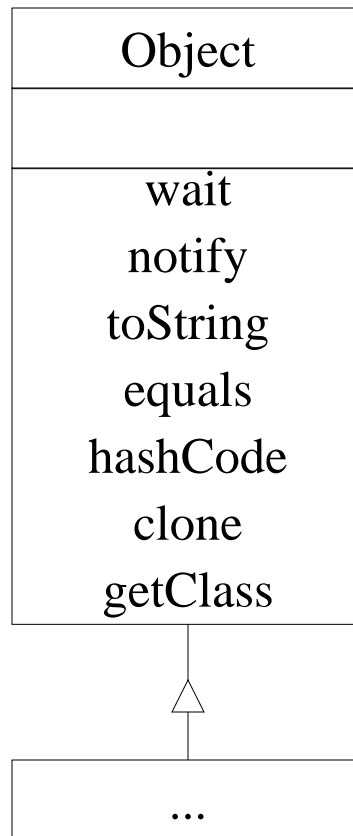 Object
wait
notify
toString
equals
hashCode
clone
getClass
...